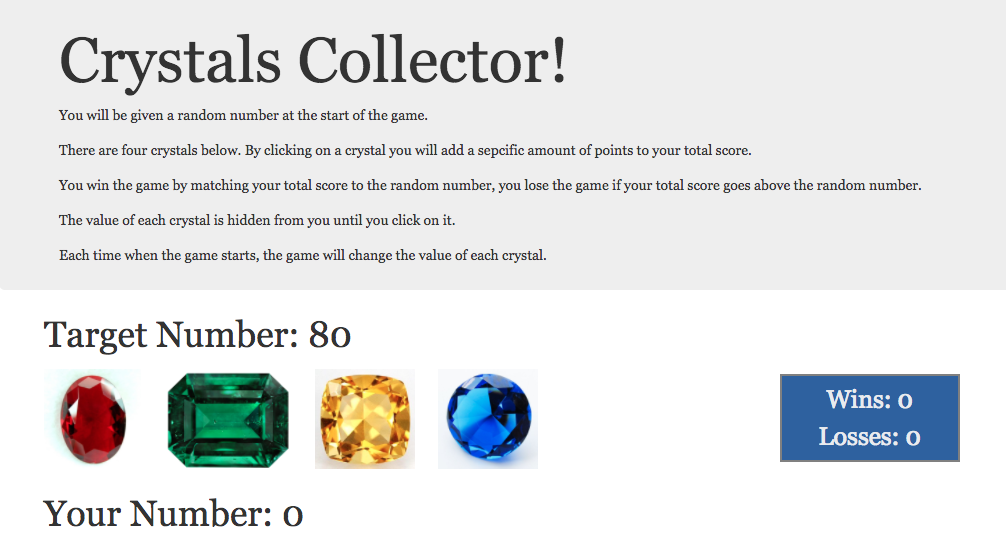 Crystals Collector!
You will be given a random number at the start of the game.
There are four crystals below. By clicking on a crystal you will add a sepcific amount of points to your total score.
You win the game by matching your total score to the random number, you lose the game if your total score goes above the random number.
The value of each crystal is hidden from you until you click on it.
Each time when the game starts, the game will change the value of each crystal.
Target Number: 80
Wins: 0
Losses: 0
Your Number: 0